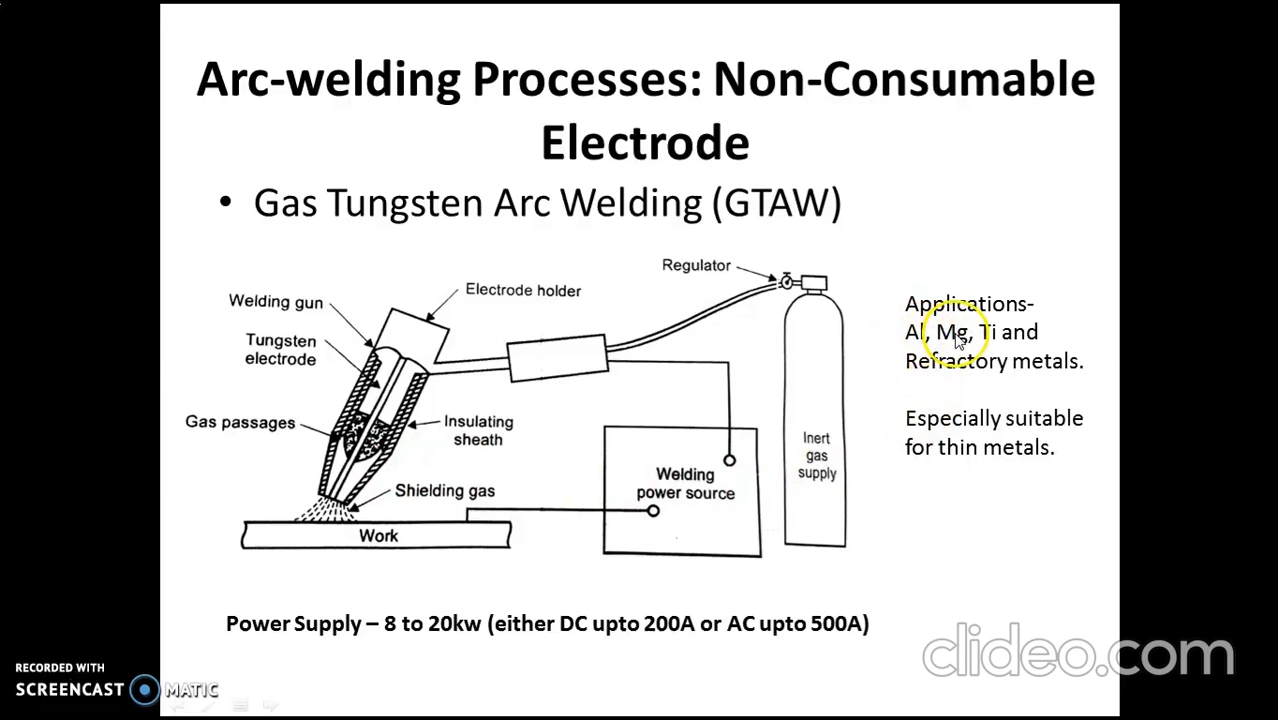 Arc-welding Processes: Non-Consumable
Electrode
• Gas Tungsten Arc Welding (GTAW)
Regulator
Electrode holder
Welding gun
Tungsten
electrode
Gas passages
Insulating
sheath
Shielding gas
Work
Welding
power source
Inert
gas
supply
Applications-
Al, Mg, Ti and
Refractory metals.
Especially suitable
for thin metals.
Power Supply – 8 to 20kw (either DC upto 200A or AC upto 500A)
clideo.com
RECORDED WITH
SCREENCAST MATIC